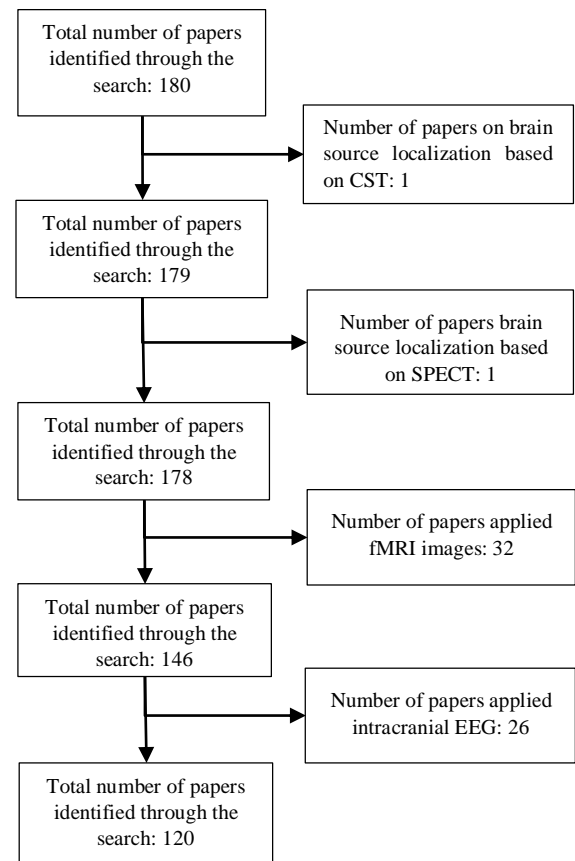 Total number of papers
identified through the
search: 180
Number of papers on brain
source localization based
on CST: 1
Total number of papers
identified through the
search: 179
Number of papers brain
source localization based
on SPECT: 1
Total number of papers
identified through the
search: 178
Number of papers applied
fMRI images: 32
Total number of papers
identified through the
search: 146
Number of papers applied
intracranial EEG: 26
Total number of papers
identified through the
search: 120